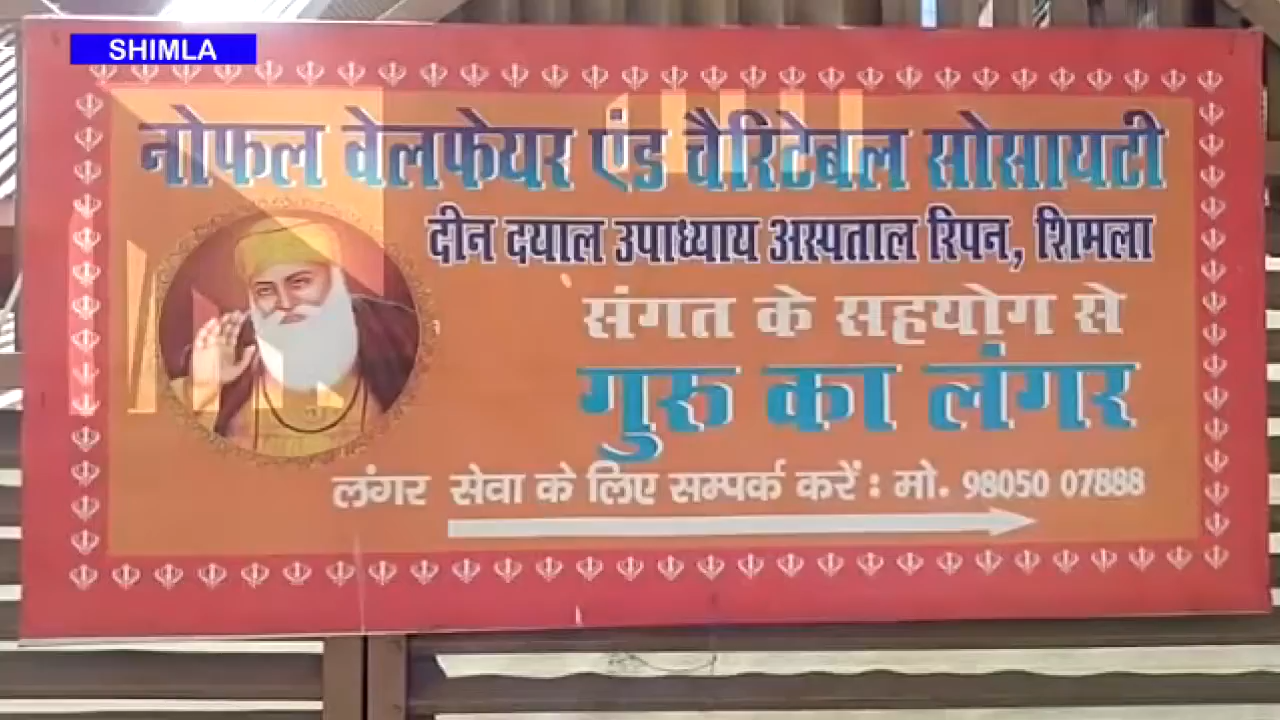 SHIMLA
नोफल वेलफेयर एंड चैरिटेबल सोसायटी
दीन दयाल उपाध्याय अस्पताल रिपन, शिमला
संगत के सहयोग से
गुरु का लंगर
लंगर सेवा के लिए सम्पर्क करें : मो. 98050 07888